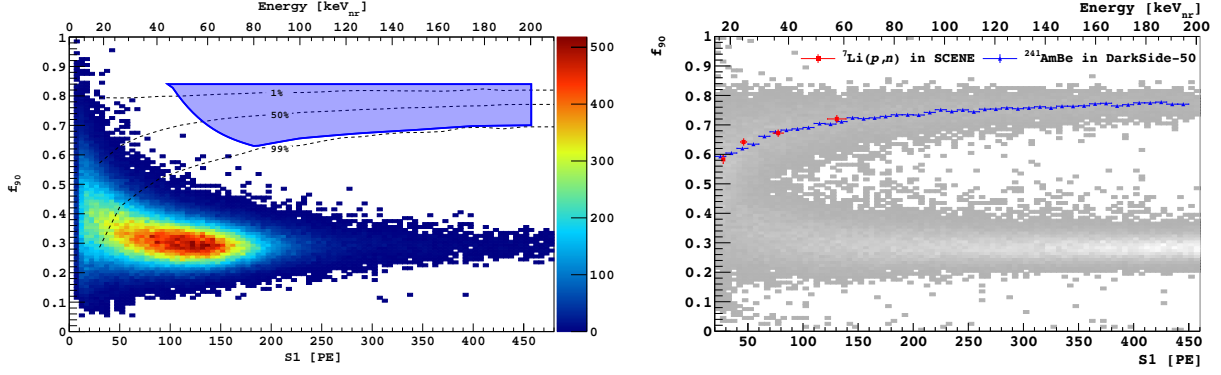 Energy [keVnr]
0 20 40 60 80 100 120 140 160 180 200
f90
1
0.9
0.8
0.7
0.6
0.5
0.4
0.3
0.2
0.1
0
1%
50%
99%
0 50 100 150 200 250 300 350 400 450
S1 [PE]
500
400
300
200
100
0
Energy [keVnr]
20 40 60 80 100 120 140 160 180 200
f90
1
0.9
0.8
0.7
0.6
0.5
0.4
0.3
0.2
0.1
0
7Li(p,n) in SCENE
241AmBe in DarkSide-50
50 100 150 200 250 300 350 400 450
S1 [PE]